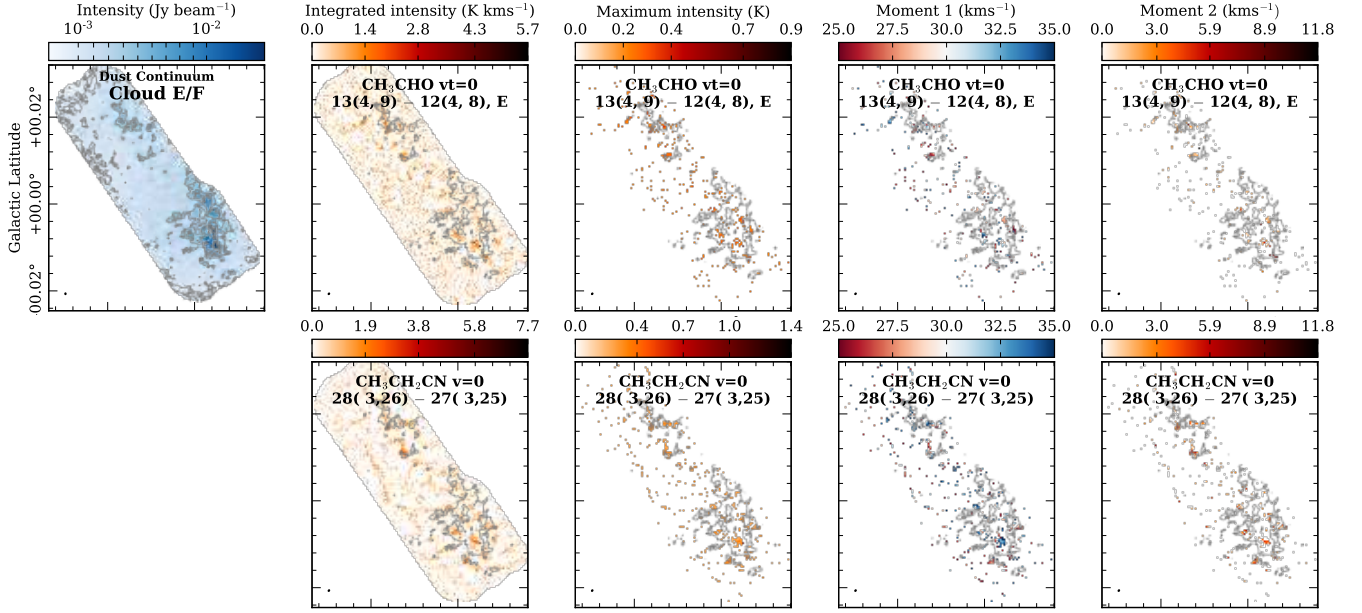 Intensity (Jy beam⁻¹)
Integrated intensity (K kms⁻¹)
Maximum intensity (K)
Moment 1 (kms⁻¹)
Moment 2 (kms⁻¹)
10⁻³ 10⁻²
0.0 1.4 2.8 4.3 5.7
0.0 0.2 0.4 0.7 0.9
25.0 27.5 30.0 32.5 35.0
0.0 3.0 5.9 8.9 11.8
Dust Continuum
Cloud E/F
CH₃CHO vt=0
13(4, 9) − 12(4, 8), E
CH₃CHO vt=0
13(4, 9) − 12(4, 8), E
CH₃CHO vt=0
13(4, 9) − 12(4, 8), E
CH₃CHO vt=0
13(4, 9) − 12(4, 8), E
Galactic Latitude
+00.02°
+00.00°
00.02°
0.0 1.9 3.8 5.8 7.7
0.0 0.4 0.7 1.0 1.4
25.0 27.5 30.0 32.5 35.0
0.0 3.0 5.9 8.9 11.8
CH₃CH₂CN v=0
28( 3,26) − 27( 3,25)
CH₃CH₂CN v=0
28( 3,26) − 27( 3,25)
CH₃CH₂CN v=0
28( 3,26) − 27( 3,25)
CH₃CH₂CN v=0
28( 3,26) − 27( 3,25)